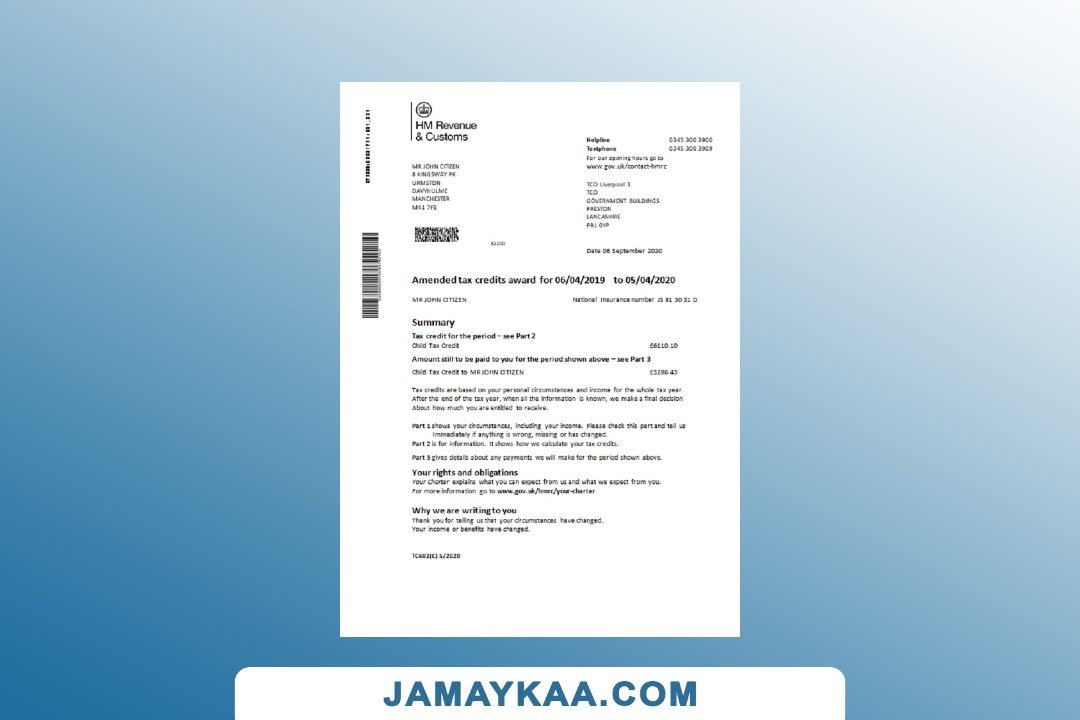 HM Revenue
& Customs
Helpline 0345 300 3900
Textphone 0345 300 3909
For our opening hours go to
www.gov.uk/contact-hmrc
MR JOHN CITIZEN
8 KINGSWAY PK
URMSTON
DAVYHULME
MANCHESTER
M41 7FB
TCO Liverpool 3
TCO
GOVERNMENT BUILDINGS
PRESTON
LANCASHIRE
PR1 0YP
82200
Date 08 September 2020
Amended tax credits award for 06/04/2019 to 05/04/2020
MR JOHN CITIZEN National Insurance number JS 81 30 31 D
Summary
Tax credit for the period – see Part 2
Child Tax Credit £6110.10
Amount still to be paid to you for the period shown above – see Part 3
Child Tax Credit to MR JOHN CITIZEN £3286.43
Tax credits are based on your personal circumstances and income for the whole tax year.
After the end of the tax year, when all the information is known, we make a final decision
About how much you are entitled to receive.
Part 1 shows your circumstances, including your income. Please check this part and tell us
Immediately if anything is wrong, missing or has changed.
Part 2 is for information. It shows how we calculate your tax credits.
Part 3 gives details about any payments we will make for the period shown above.
Your rights and obligations
Your Charter explains what you can expect from us and what we expect from you.
For more information go to www.gov.uk/hmrc/your-charter
Why we are writing to you
Thank you for telling us that your circumstances have changed.
Your income or benefits have changed.
TC602(C) 5/2020
JAMAYKAA.COM